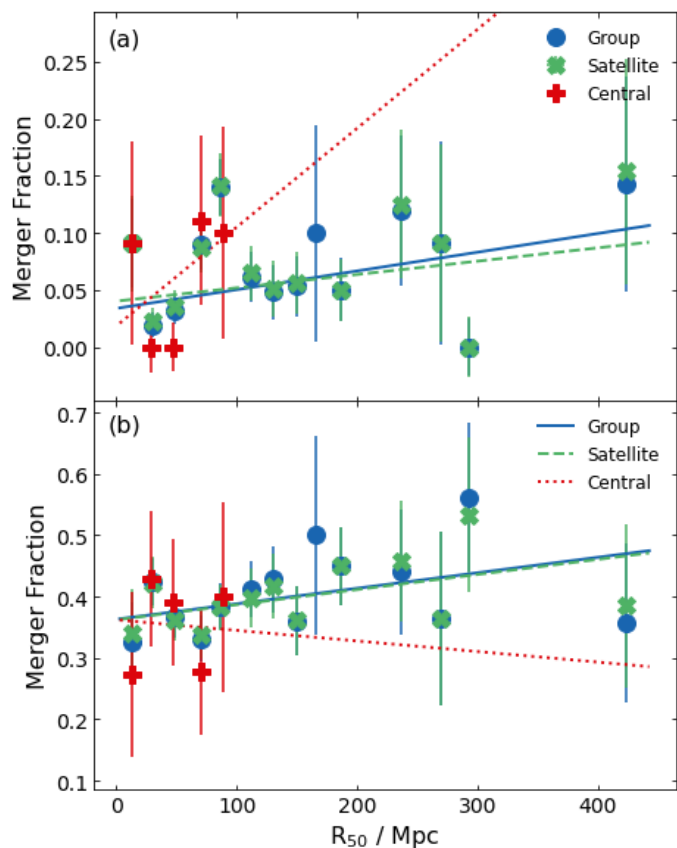 (a)
Group
Satellite
Central
0.25
0.20
0.15
0.10
0.05
0.00
Merger Fraction
(b)
Group
Satellite
Central
0.7
0.6
0.5
0.4
0.3
0.2
0.1
Merger Fraction
0 100 200 300 400
R₅₀ / Mpc